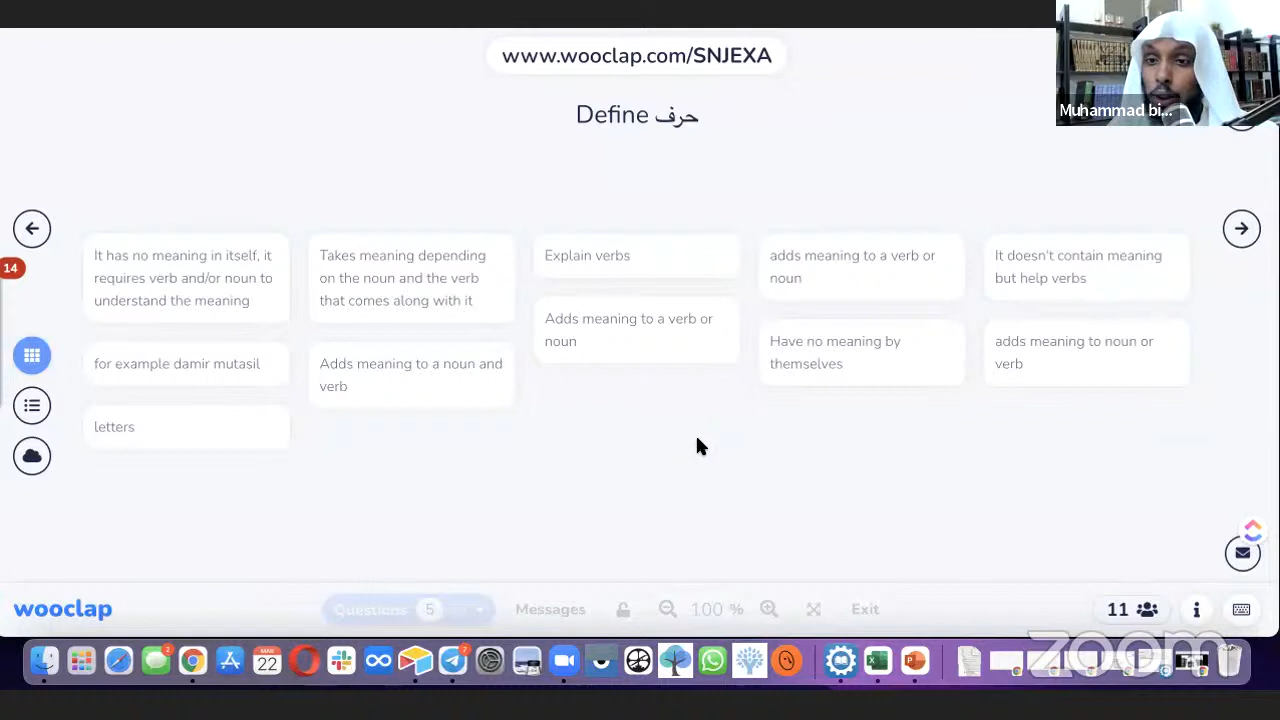 www.wooclap.com/SNJEXA
Define حرف
Muhammad bi...
14
It has no meaning in itself, it
requires verb and/or noun to
understand the meaning
for example damir mutasil
letters
Takes meaning depending
on the noun and the verb
that comes along with it
Adds meaning to a noun and
verb
Explain verbs
Adds meaning to a verb or
noun
adds meaning to a verb or
noun
Have no meaning by
themselves
It doesn't contain meaning
but help verbs
adds meaning to noun or
verb
wooclap
Questions 5
Messages
100 %
Exit
11
2
MAR
22
7
zoom